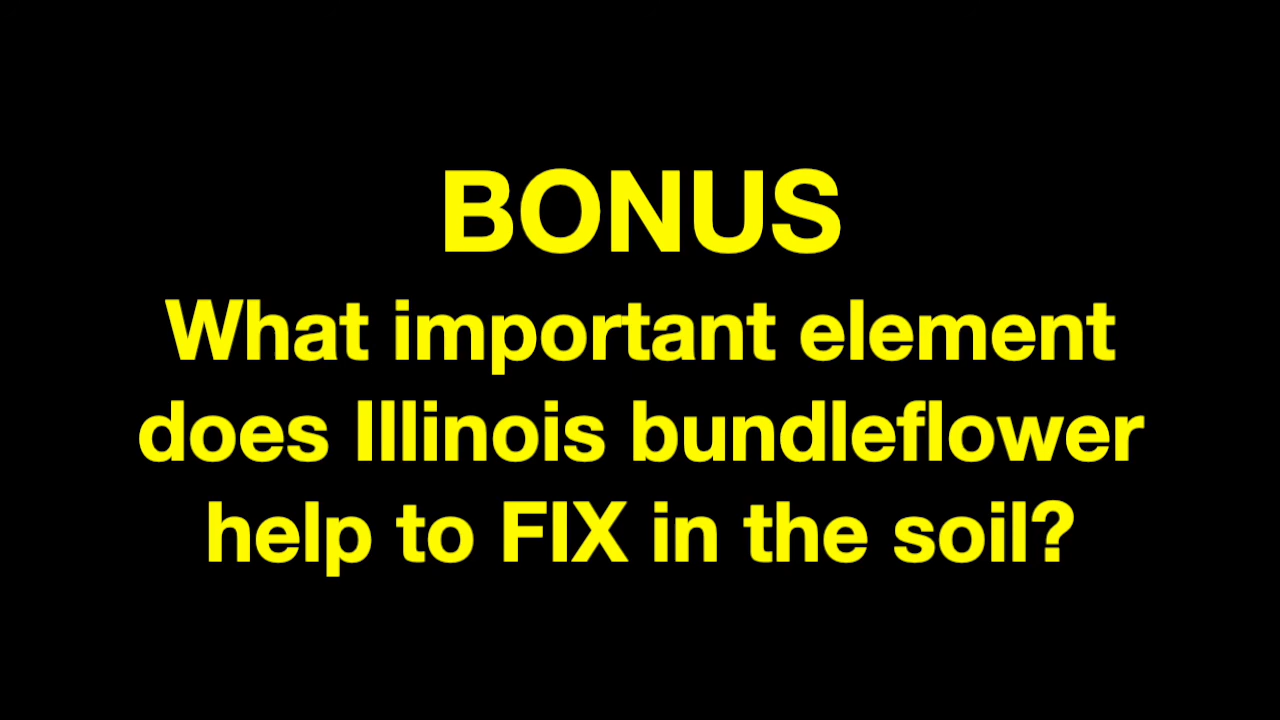 BONUS
What important element
does Illinois bundleflower
help to FIX in the soil?